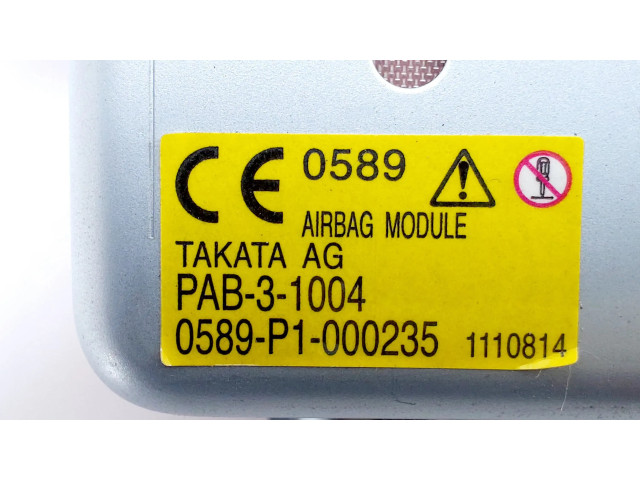 CE 0589
AIRBAG MODULE
TAKATA AG
PAB-3-1004
0589-P1-000235 1110814